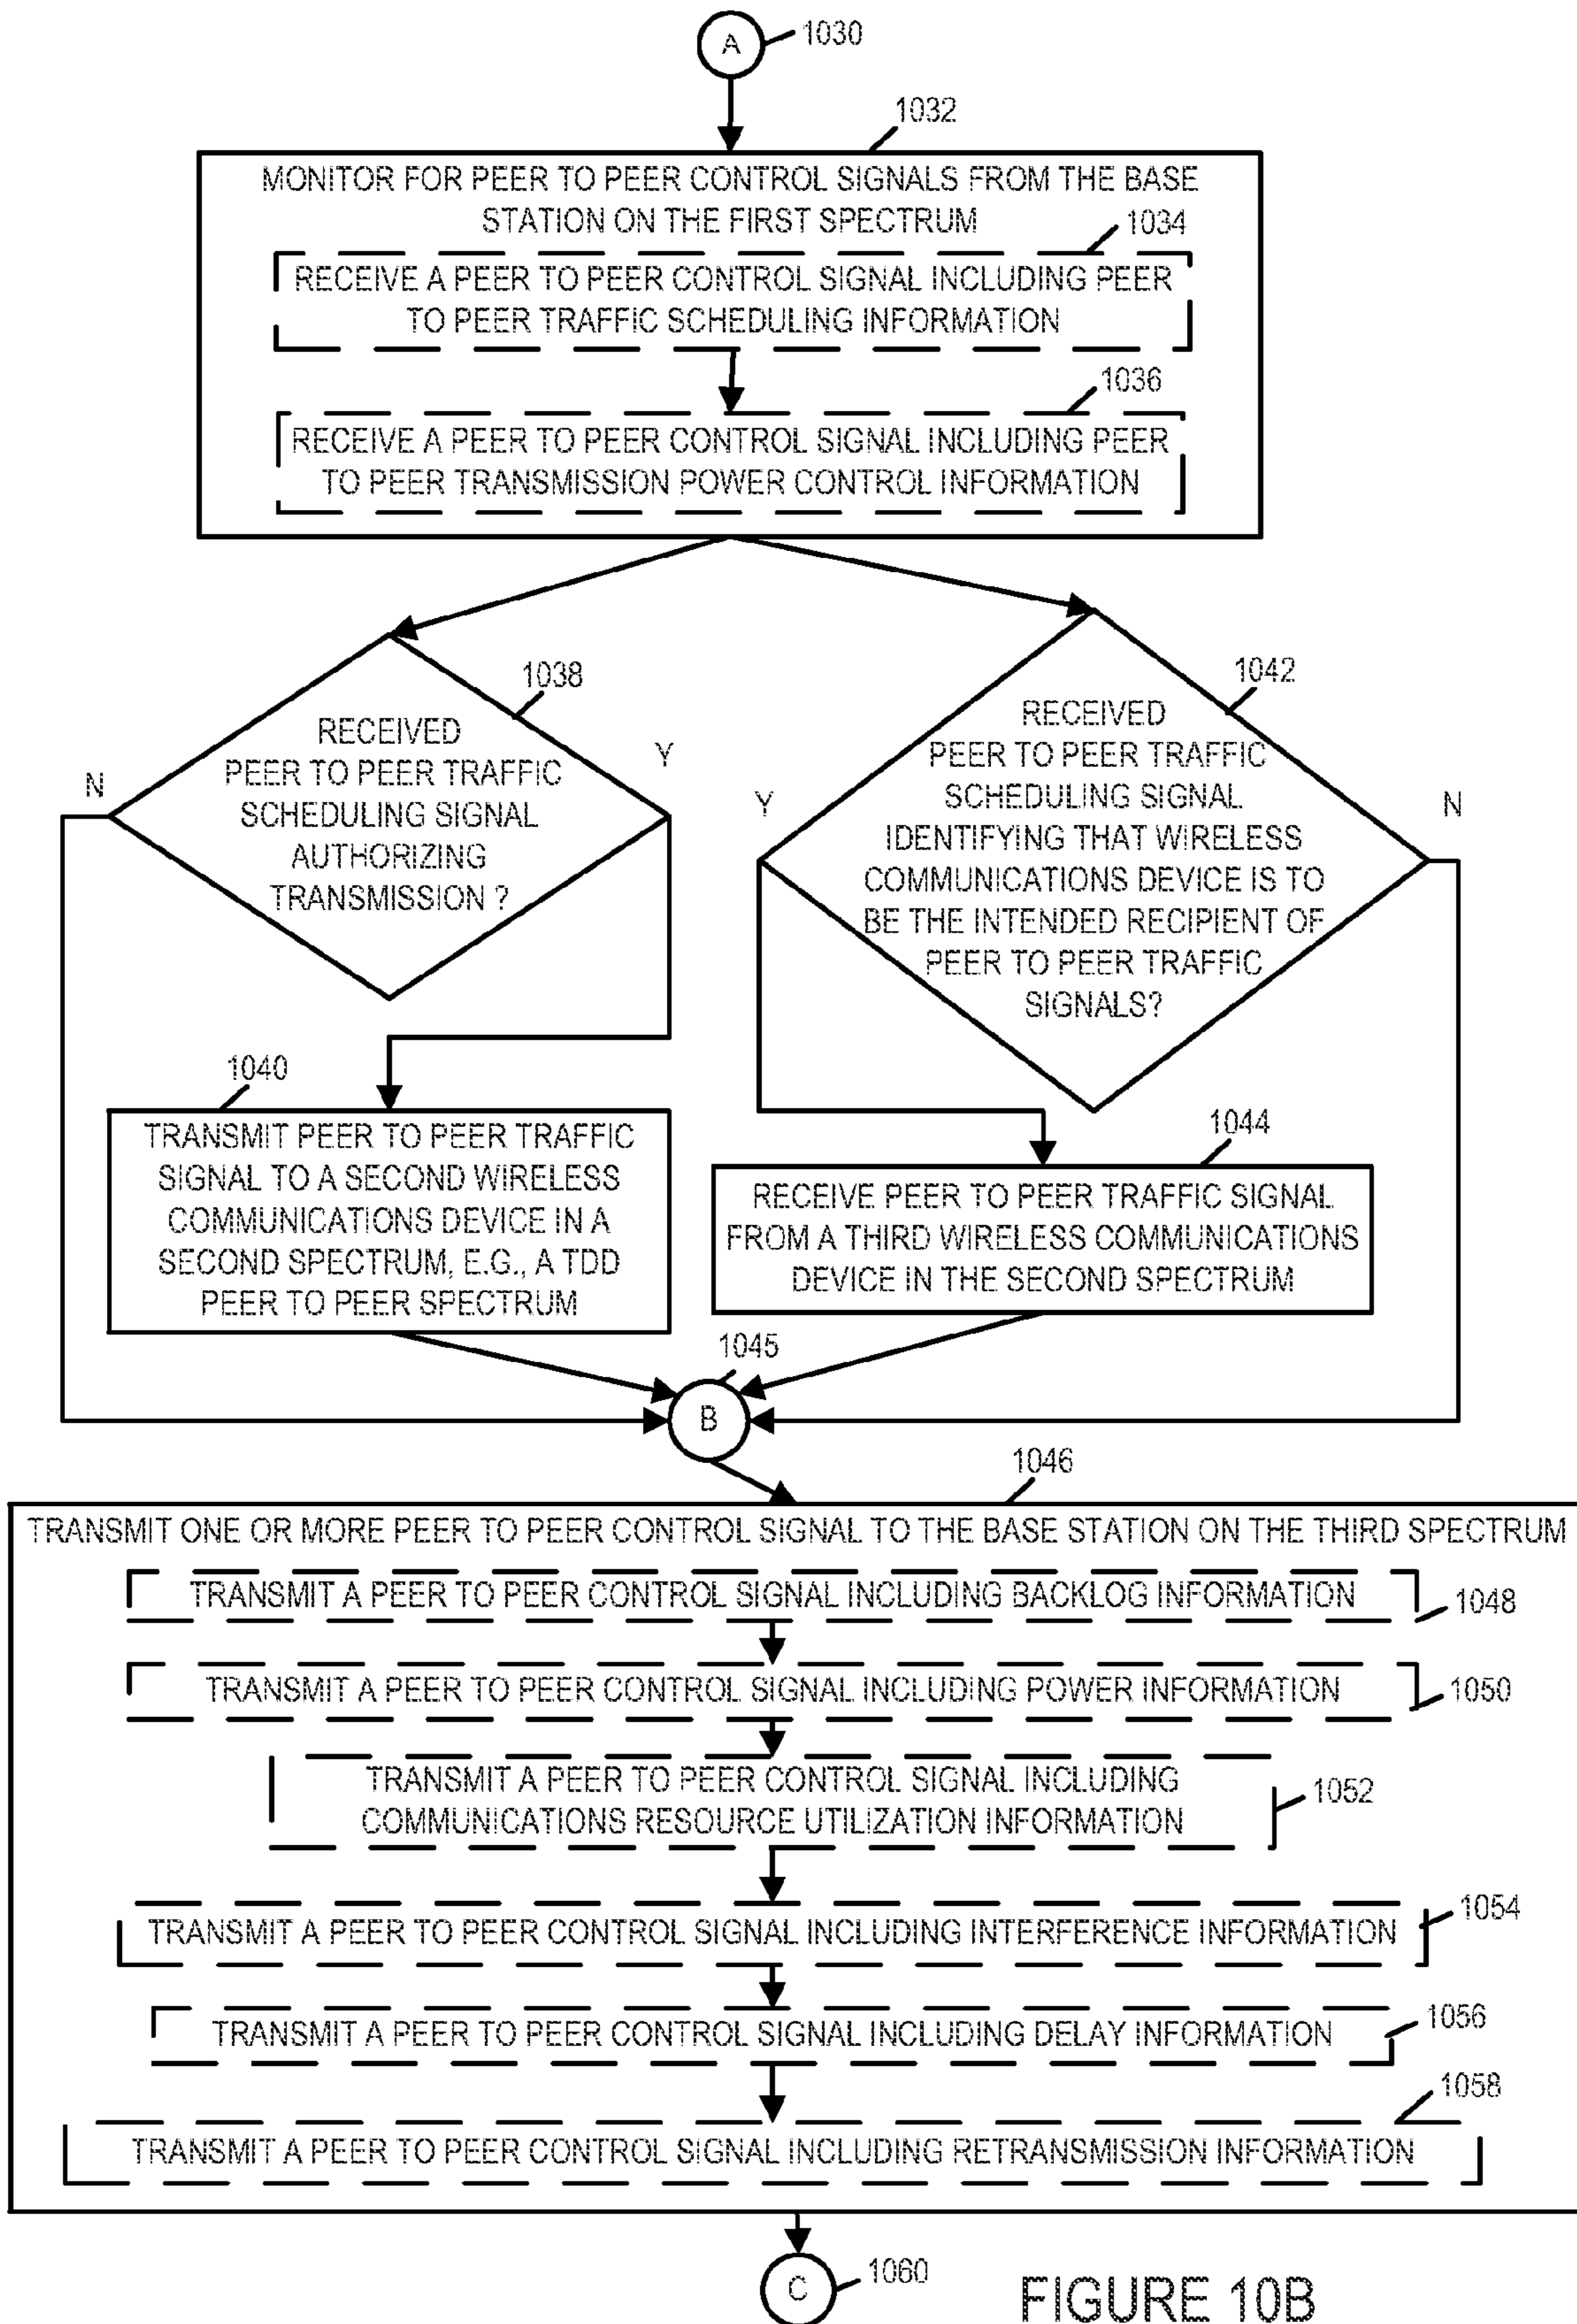 A
1030
1032
MONITOR FOR PEER TO PEER CONTROL SIGNALS FROM THE BASE
STATION ON THE FIRST SPECTRUM
1034
RECEIVE A PEER TO PEER CONTROL SIGNAL INCLUDING PEER
TO PEER TRAFFIC SCHEDULING INFORMATION
1036
RECEIVE A PEER TO PEER CONTROL SIGNAL INCLUDING PEER
TO PEER TRANSMISSION POWER CONTROL INFORMATION
1038
RECEIVED
PEER TO PEER TRAFFIC
SCHEDULING SIGNAL
AUTHORIZING
TRANSMISSION ?
N
Y
1042
RECEIVED
PEER TO PEER TRAFFIC
SCHEDULING SIGNAL
IDENTIFYING THAT WIRELESS
COMMUNICATIONS DEVICE IS TO
BE THE INTENDED RECIPIENT OF
PEER TO PEER TRAFFIC
SIGNALS?
Y
N
1040
TRANSMIT PEER TO PEER TRAFFIC
SIGNAL TO A SECOND WIRELESS
COMMUNICATIONS DEVICE IN A
SECOND SPECTRUM, E.G., A TDD
PEER TO PEER SPECTRUM
1044
RECEIVE PEER TO PEER TRAFFIC SIGNAL
FROM A THIRD WIRELESS COMMUNICATIONS
DEVICE IN THE SECOND SPECTRUM
1045
B
1046
TRANSMIT ONE OR MORE PEER TO PEER CONTROL SIGNAL TO THE BASE STATION ON THE THIRD SPECTRUM
TRANSMIT A PEER TO PEER CONTROL SIGNAL INCLUDING BACKLOG INFORMATION
1048
TRANSMIT A PEER TO PEER CONTROL SIGNAL INCLUDING POWER INFORMATION
1050
TRANSMIT A PEER TO PEER CONTROL SIGNAL INCLUDING
COMMUNICATIONS RESOURCE UTILIZATION INFORMATION
1052
TRANSMIT A PEER TO PEER CONTROL SIGNAL INCLUDING INTERFERENCE INFORMATION
1054
TRANSMIT A PEER TO PEER CONTROL SIGNAL INCLUDING DELAY INFORMATION
1056
1058
TRANSMIT A PEER TO PEER CONTROL SIGNAL INCLUDING RETRANSMISSION INFORMATION
C
1060
FIGURE 10B